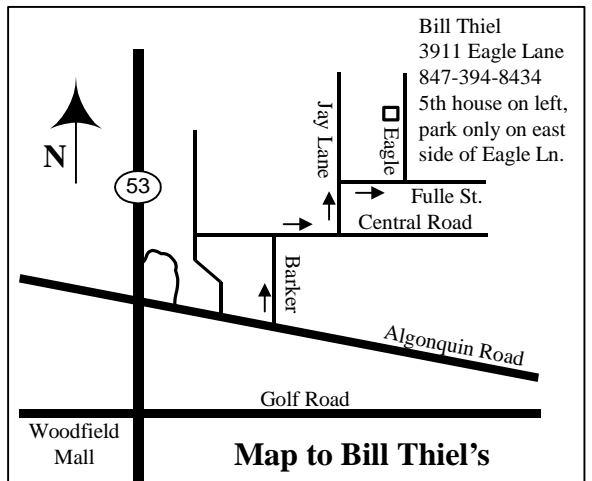 Bill Thiel
3911 Eagle Lane
847-394-8434
5th house on left,
park only on east
side of Eagle Ln.
Jay Lane
Eagle
N
53
Fulle St.
Central Road
Barker
Algonquin Road
Golf Road
Woodfield
Mall
Map to Bill Thiel's